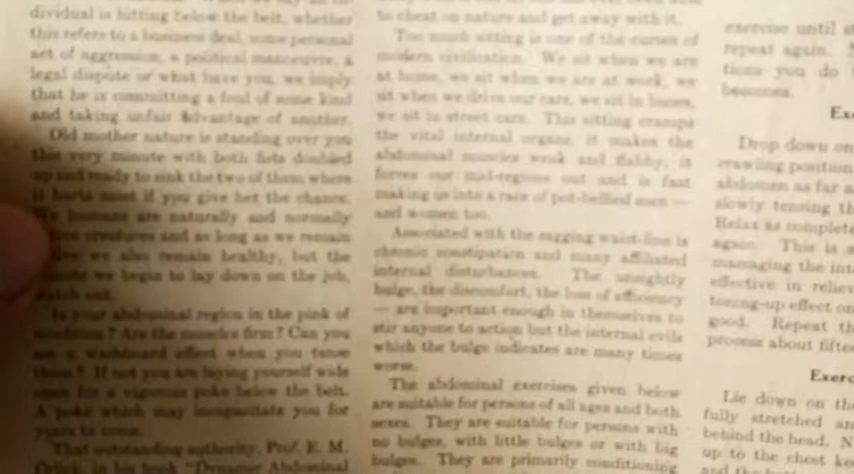 dividual is hitting below the belt, whether
this refers to a business deal, some personal
act of aggression, a political manoeuvre, a
legal dispute or what have you, we imply
that he is committing a foul of some kind
and taking unfair advantage of another.
Old mother nature is standing over you
this very minute with both fists doubled
up and ready to sink the two of them where
it hurts most if you give her the chance.
We humans are naturally and normally
creatures and as long as we remain
we also remain healthy, but the
we begin to lay down on the job,
watch out.
Is your abdominal region in the pink of
condition? Are the muscles firm? Can you
see a washboard effect when you tense
them? If not you are laying yourself wide
open for a vigorous poke below the belt.
A poke which may incapacitate you for
years to come.
That outstanding authority, Prof. E. M.
in his book "Dynamic Abdominal
to cheat on nature and get away with it.
Too much sitting is one of the curses of
modern civilization. We sit when we are
at home, we sit when we are at work, we
sit when we drive our cars, we sit in buses,
we sit in street cars. This sitting cramps
the vital internal organs, it makes the
abdominal muscles weak and flabby, it
forces our mid-regions out and is fast
making us into a race of pot-bellied men —
and women too.
Associated with the sagging waist-line is
chronic constipation and many affiliated
internal disturbances. The unsightly
bulge, the discomfort, the loss of efficiency
— are important enough in themselves to
stir anyone to action but the internal evils
which the bulge indicates are many times
worse.
The abdominal exercises given below
are suitable for persons of all ages and both
sexes. They are suitable for persons with
no bulges, with little bulges or with big
bulges. They are primarily conditioning
exercise until
repeat again.
tions you do
becomes.
Drop down on
crawling position
abdomen as far a
slowly tensing th
Relax as complete
again. This is a
managing the int
effective in reliev
toning-up effect on
good. Repeat th
process about fifte
Exerc
Lie down on the
fully stretched an
behind the head. N
up to the chest ke